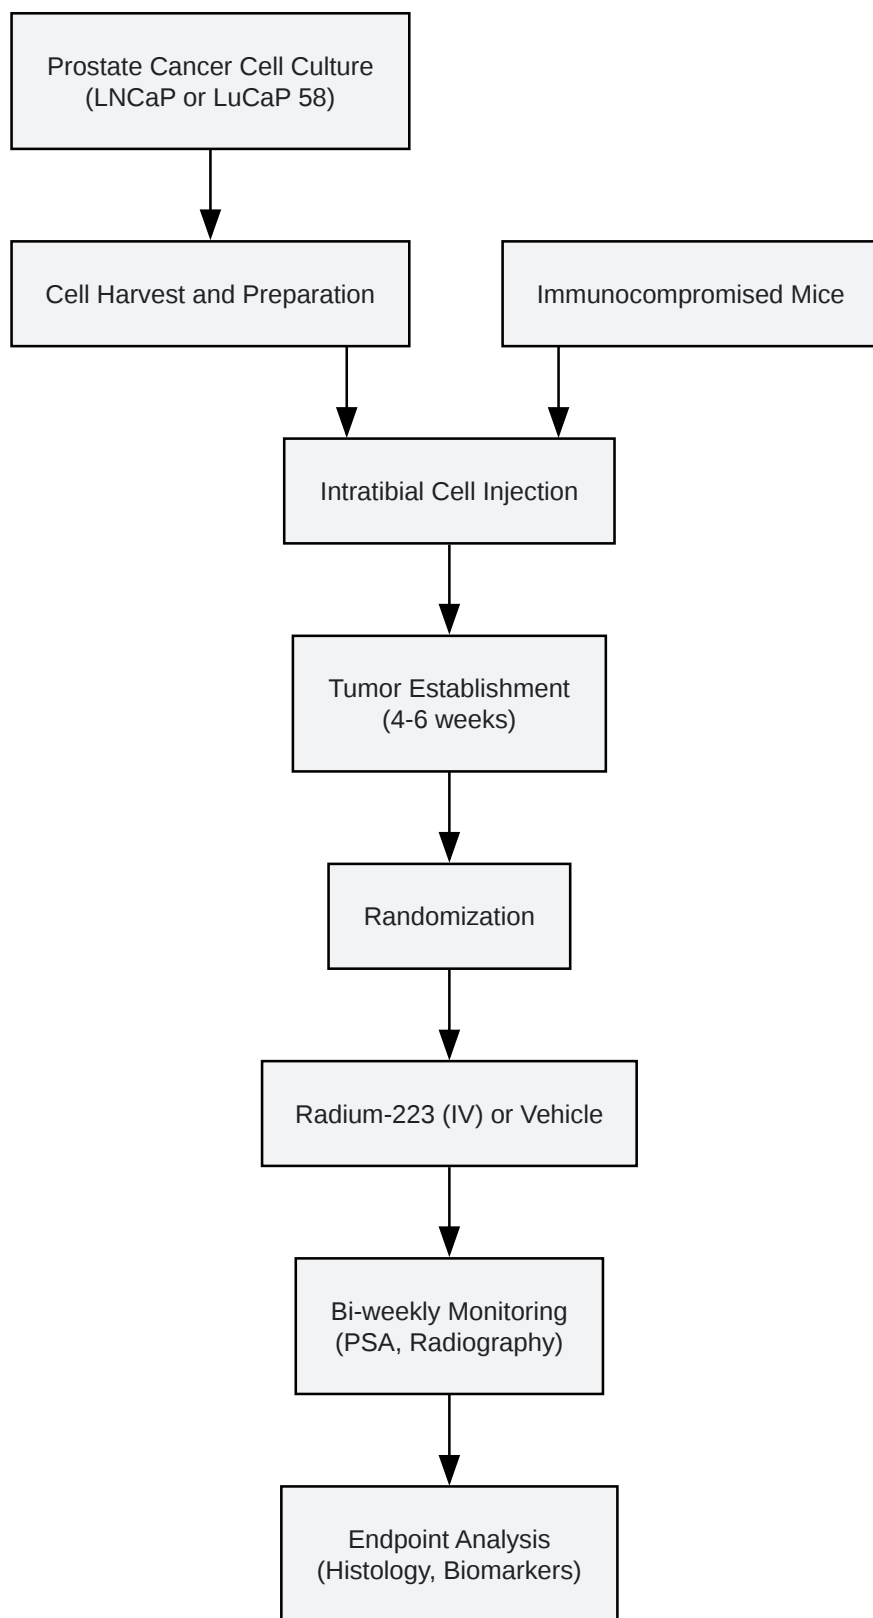 Prostate Cancer Cell Culture
(LNCaP or LuCaP 58)
Cell Harvest and Preparation
Immunocompromised Mice
Intratibial Cell Injection
Tumor Establishment
(4-6 weeks)
Randomization
Radium-223 (IV) or Vehicle
Bi-weekly Monitoring
(PSA, Radiography)
Endpoint Analysis
(Histology, Biomarkers)